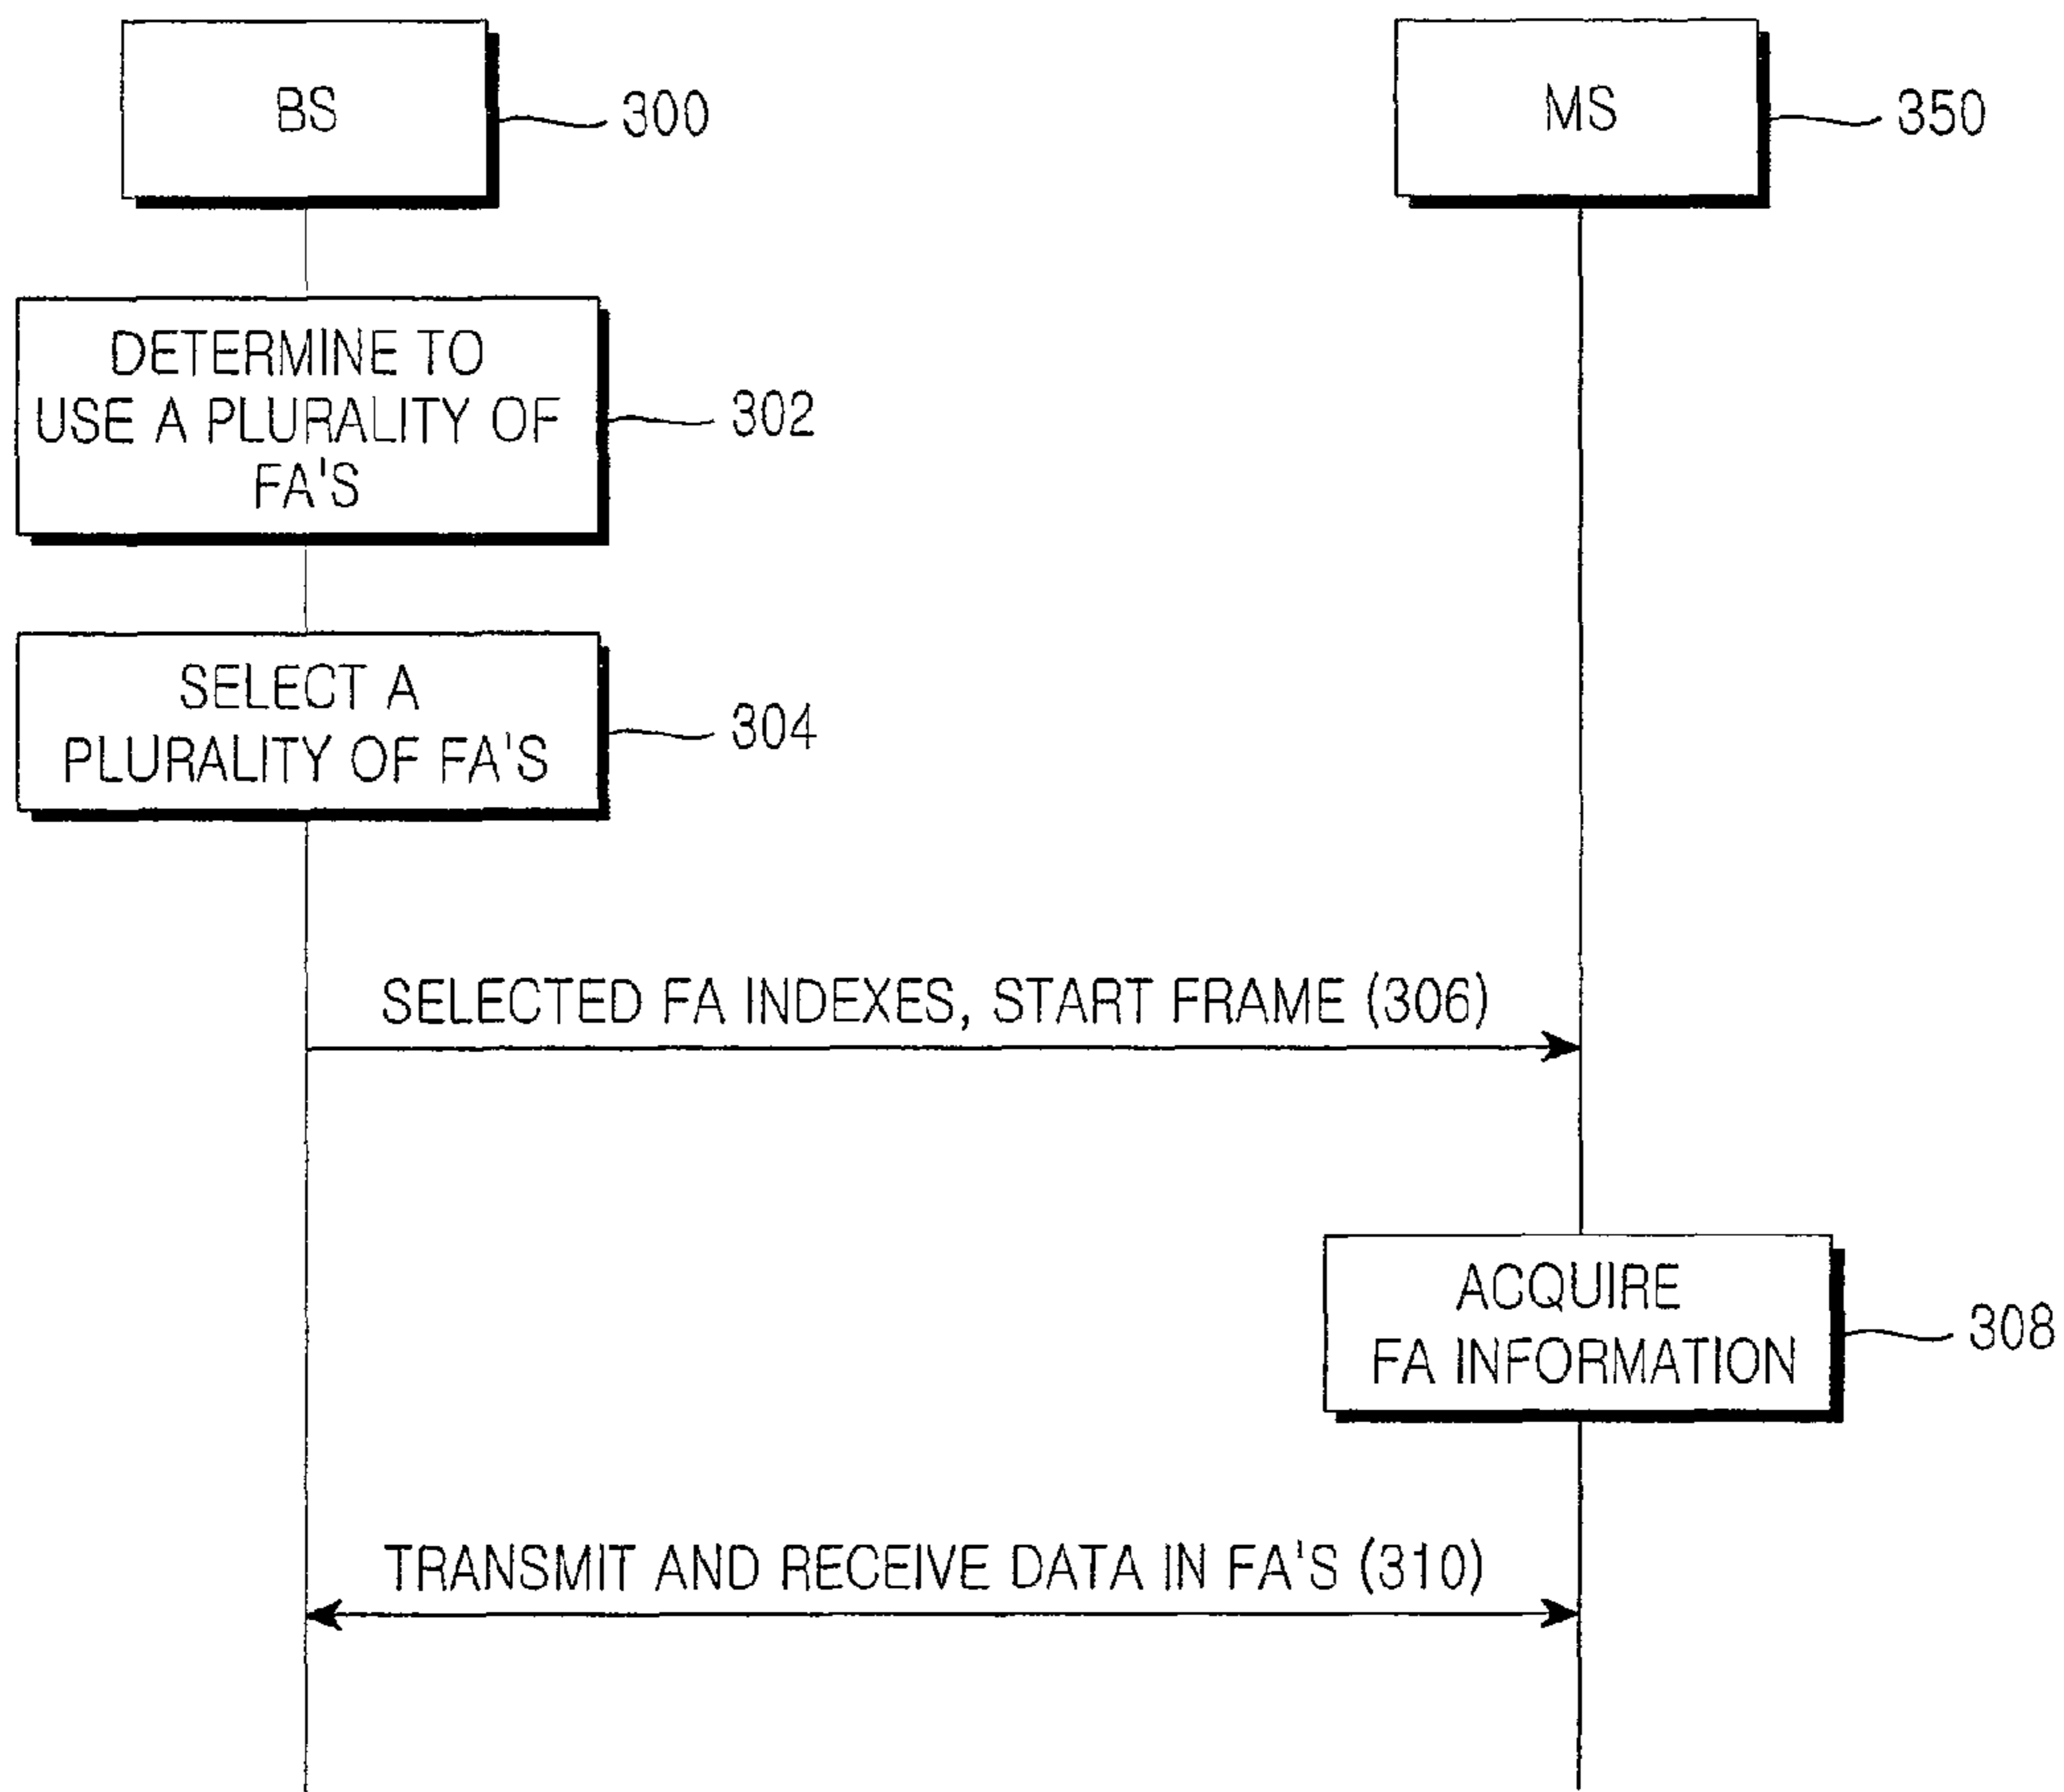 BS
300
MS
350
DETERMINE TO
USE A PLURALITY OF
FA'S
302
SELECT A
PLURALITY OF FA'S
304
SELECTED FA INDEXES, START FRAME (306)
ACQUIRE
FA INFORMATION
308
TRANSMIT AND RECEIVE DATA IN FA'S (310)